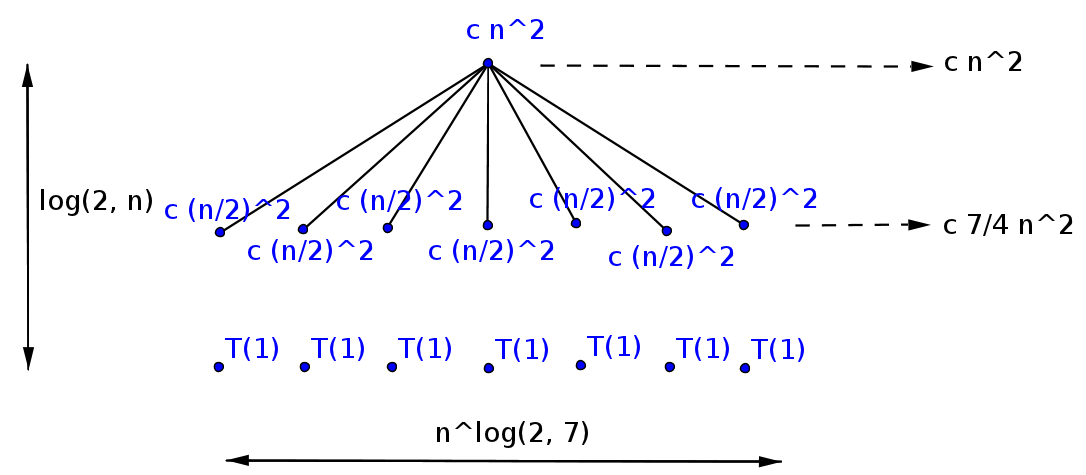 c n^2
c n^2
log(2, n)
c (n/2)^2
c (n/2)^2
c (n/2)^2
c (n/2)^2
c (n/2)^2
c (n/2)^2
c (n/2)^2
c 7/4 n^2
T(1)
T(1)
T(1)
T(1)
T(1)
T(1)
T(1)
n^log(2, 7)